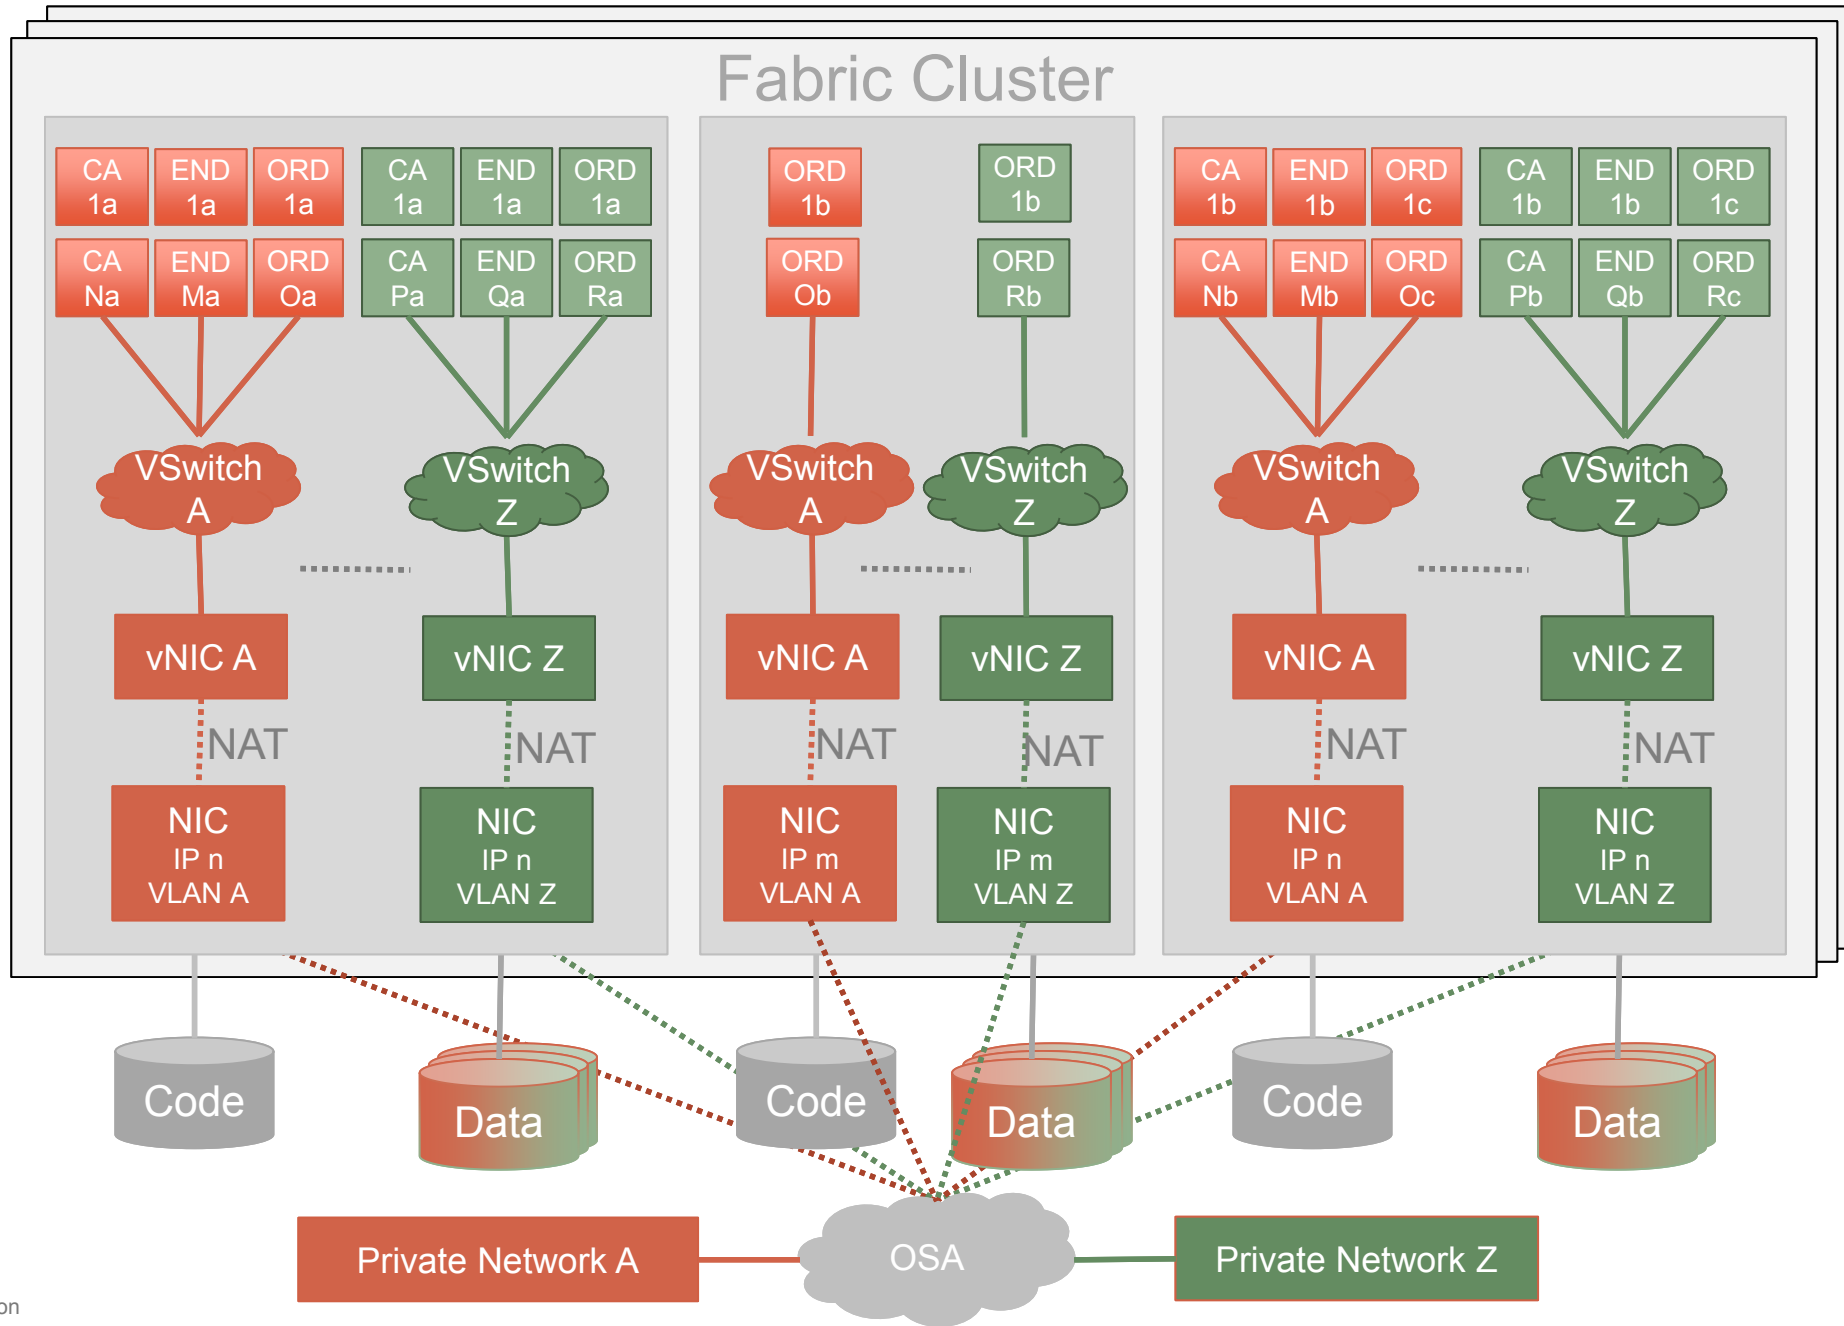 Fabric Cluster
CA
1a
END
1a
ORD
1a
CA
1a
END
1a
ORD
1a
ORD
1b
ORD
1b
CA
1b
END
1b
ORD
1c
CA
1b
END
1b
ORD
1c
CA
Na
END
Ma
ORD
Oa
CA
Pa
END
Qa
ORD
Ra
ORD
Ob
ORD
Rb
CA
Nb
END
Mb
ORD
Oc
CA
Pb
END
Qb
ORD
Rc
VSwitch
A
VSwitch
Z
VSwitch
A
VSwitch
Z
VSwitch
A
VSwitch
Z
vNIC A
vNIC Z
vNIC A
vNIC Z
vNIC A
vNIC Z
NAT
NAT
NAT
NAT
NAT
NAT
NIC
IP n
VLAN A
NIC
IP n
VLAN Z
NIC
IP m
VLAN A
NIC
IP m
VLAN Z
NIC
IP n
VLAN A
NIC
IP n
VLAN Z
Code
Data
Code
Data
Code
Data
Private Network A
OSA
Private Network Z
on